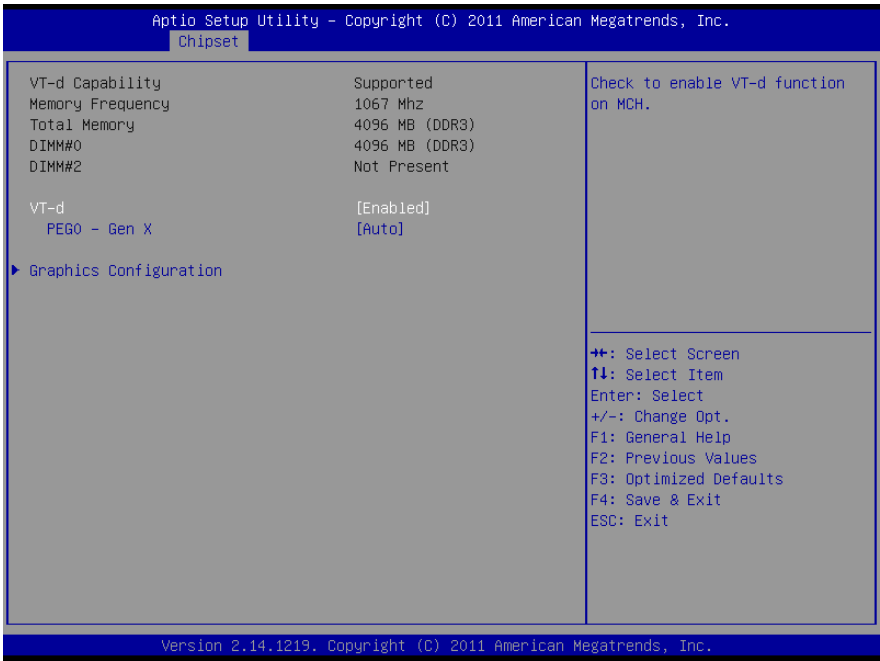 Aptio Setup Utility – Copyright (C) 2011 American Megatrends, Inc.
Chipset
VT-d Capability Supported
Memory Frequency 1067 Mhz
Total Memory 4096 MB (DDR3)
DIMM#0 4096 MB (DDR3)
DIMM#2 Not Present
VT-d [Enabled]
PEG0 - Gen X [Auto]
Graphics Configuration
Check to enable VT-d function
on MCH.
→←: Select Screen
↑↓: Select Item
Enter: Select
+/-: Change Opt.
F1: General Help
F2: Previous Values
F3: Optimized Defaults
F4: Save & Exit
ESC: Exit
Version 2.14.1219. Copyright (C) 2011 American Megatrends, Inc.